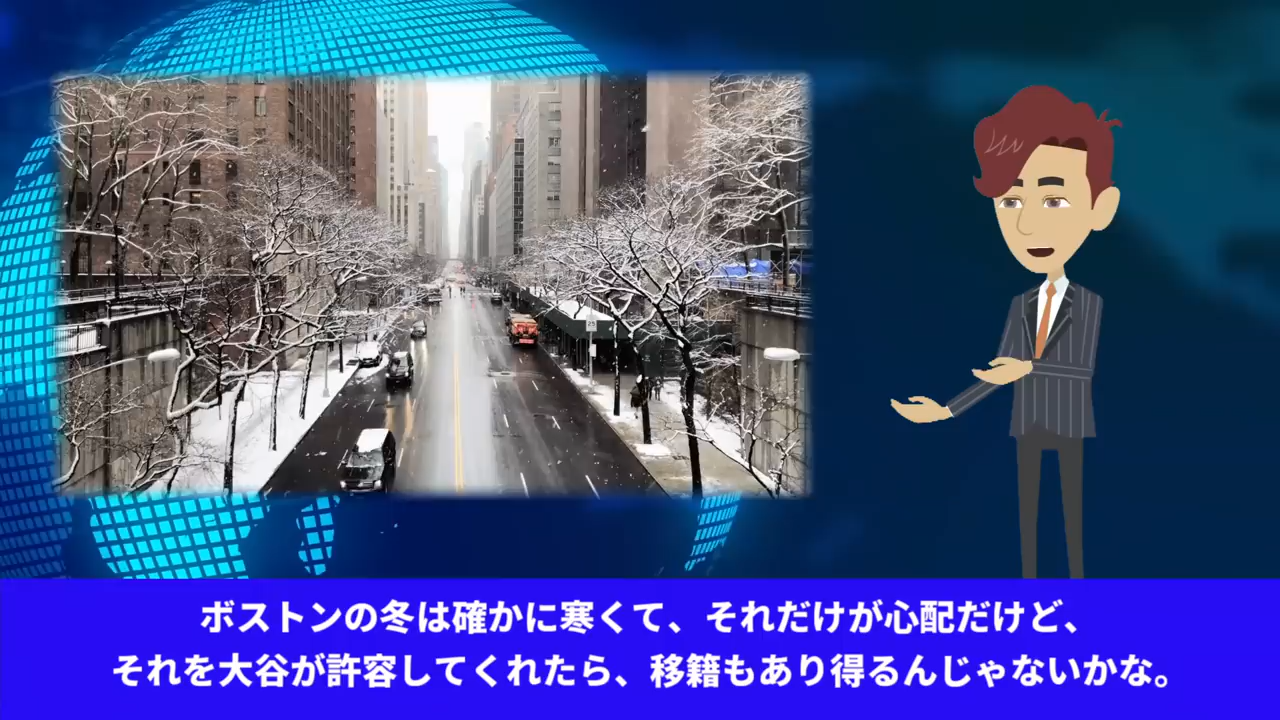 ボストンの冬は確かに寒くて、それだけが心配だけど、
それを大谷が許容してくれたら、移籍もあり得るんじゃないかな。